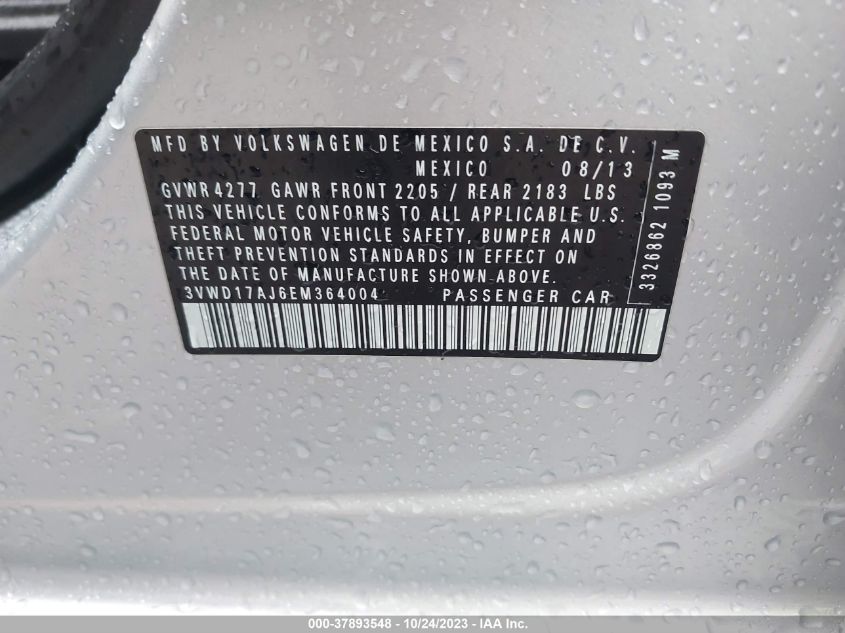 MFD BY VOLKSWAGEN DE MEXICO S.A. DE C.V.
MEXICO 08/13
GVWR 4277 GAWR FRONT 2205 / REAR 2183 LBS
THIS VEHICLE CONFORMS TO ALL APPLICABLE U.S.
FEDERAL MOTOR VEHICLE SAFETY, BUMPER AND
THEFT PREVENTION STANDARDS IN EFFECT ON
THE DATE OF MANUFACTURE SHOWN ABOVE.
3VWD17AJ6EM364004 PASSENGER CAR
3326862 1093 M
000-37893548 - 10/24/2023 - IAA Inc.